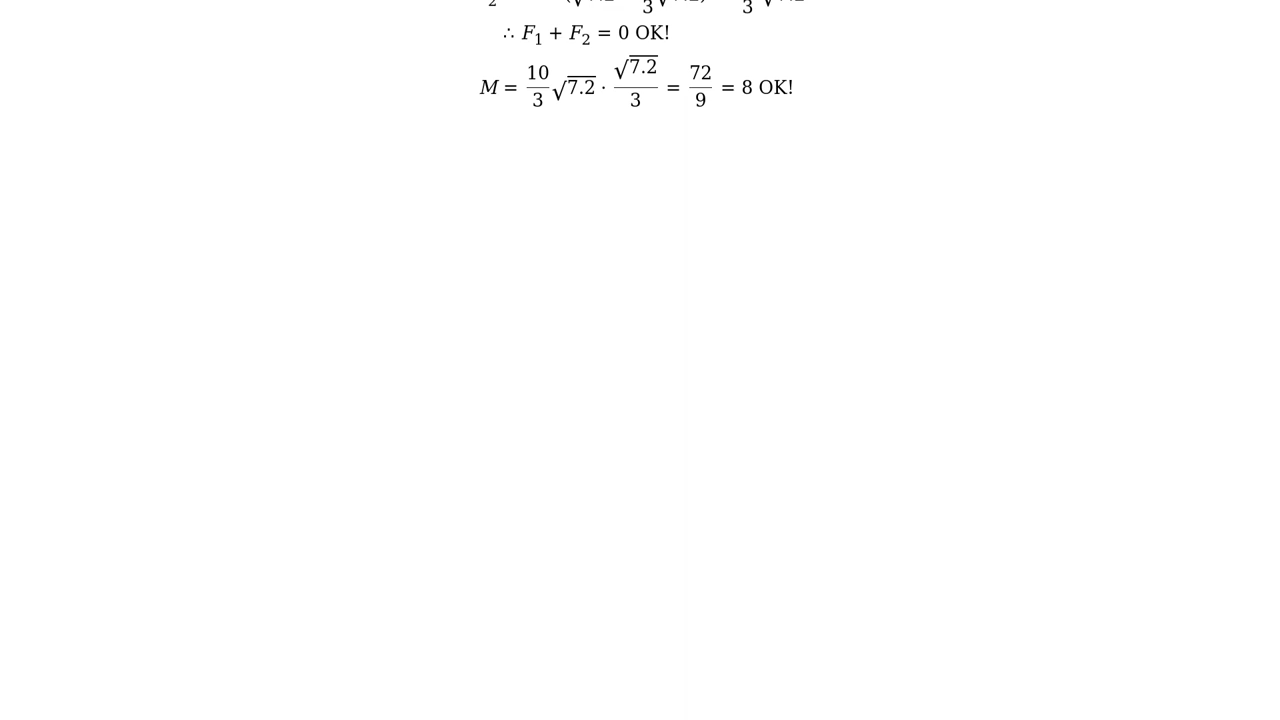 ∴ F₁ + F₂ = 0 OK!
M = 10/3 √7.2 · √7.2/3 = 72/9 = 8 OK!